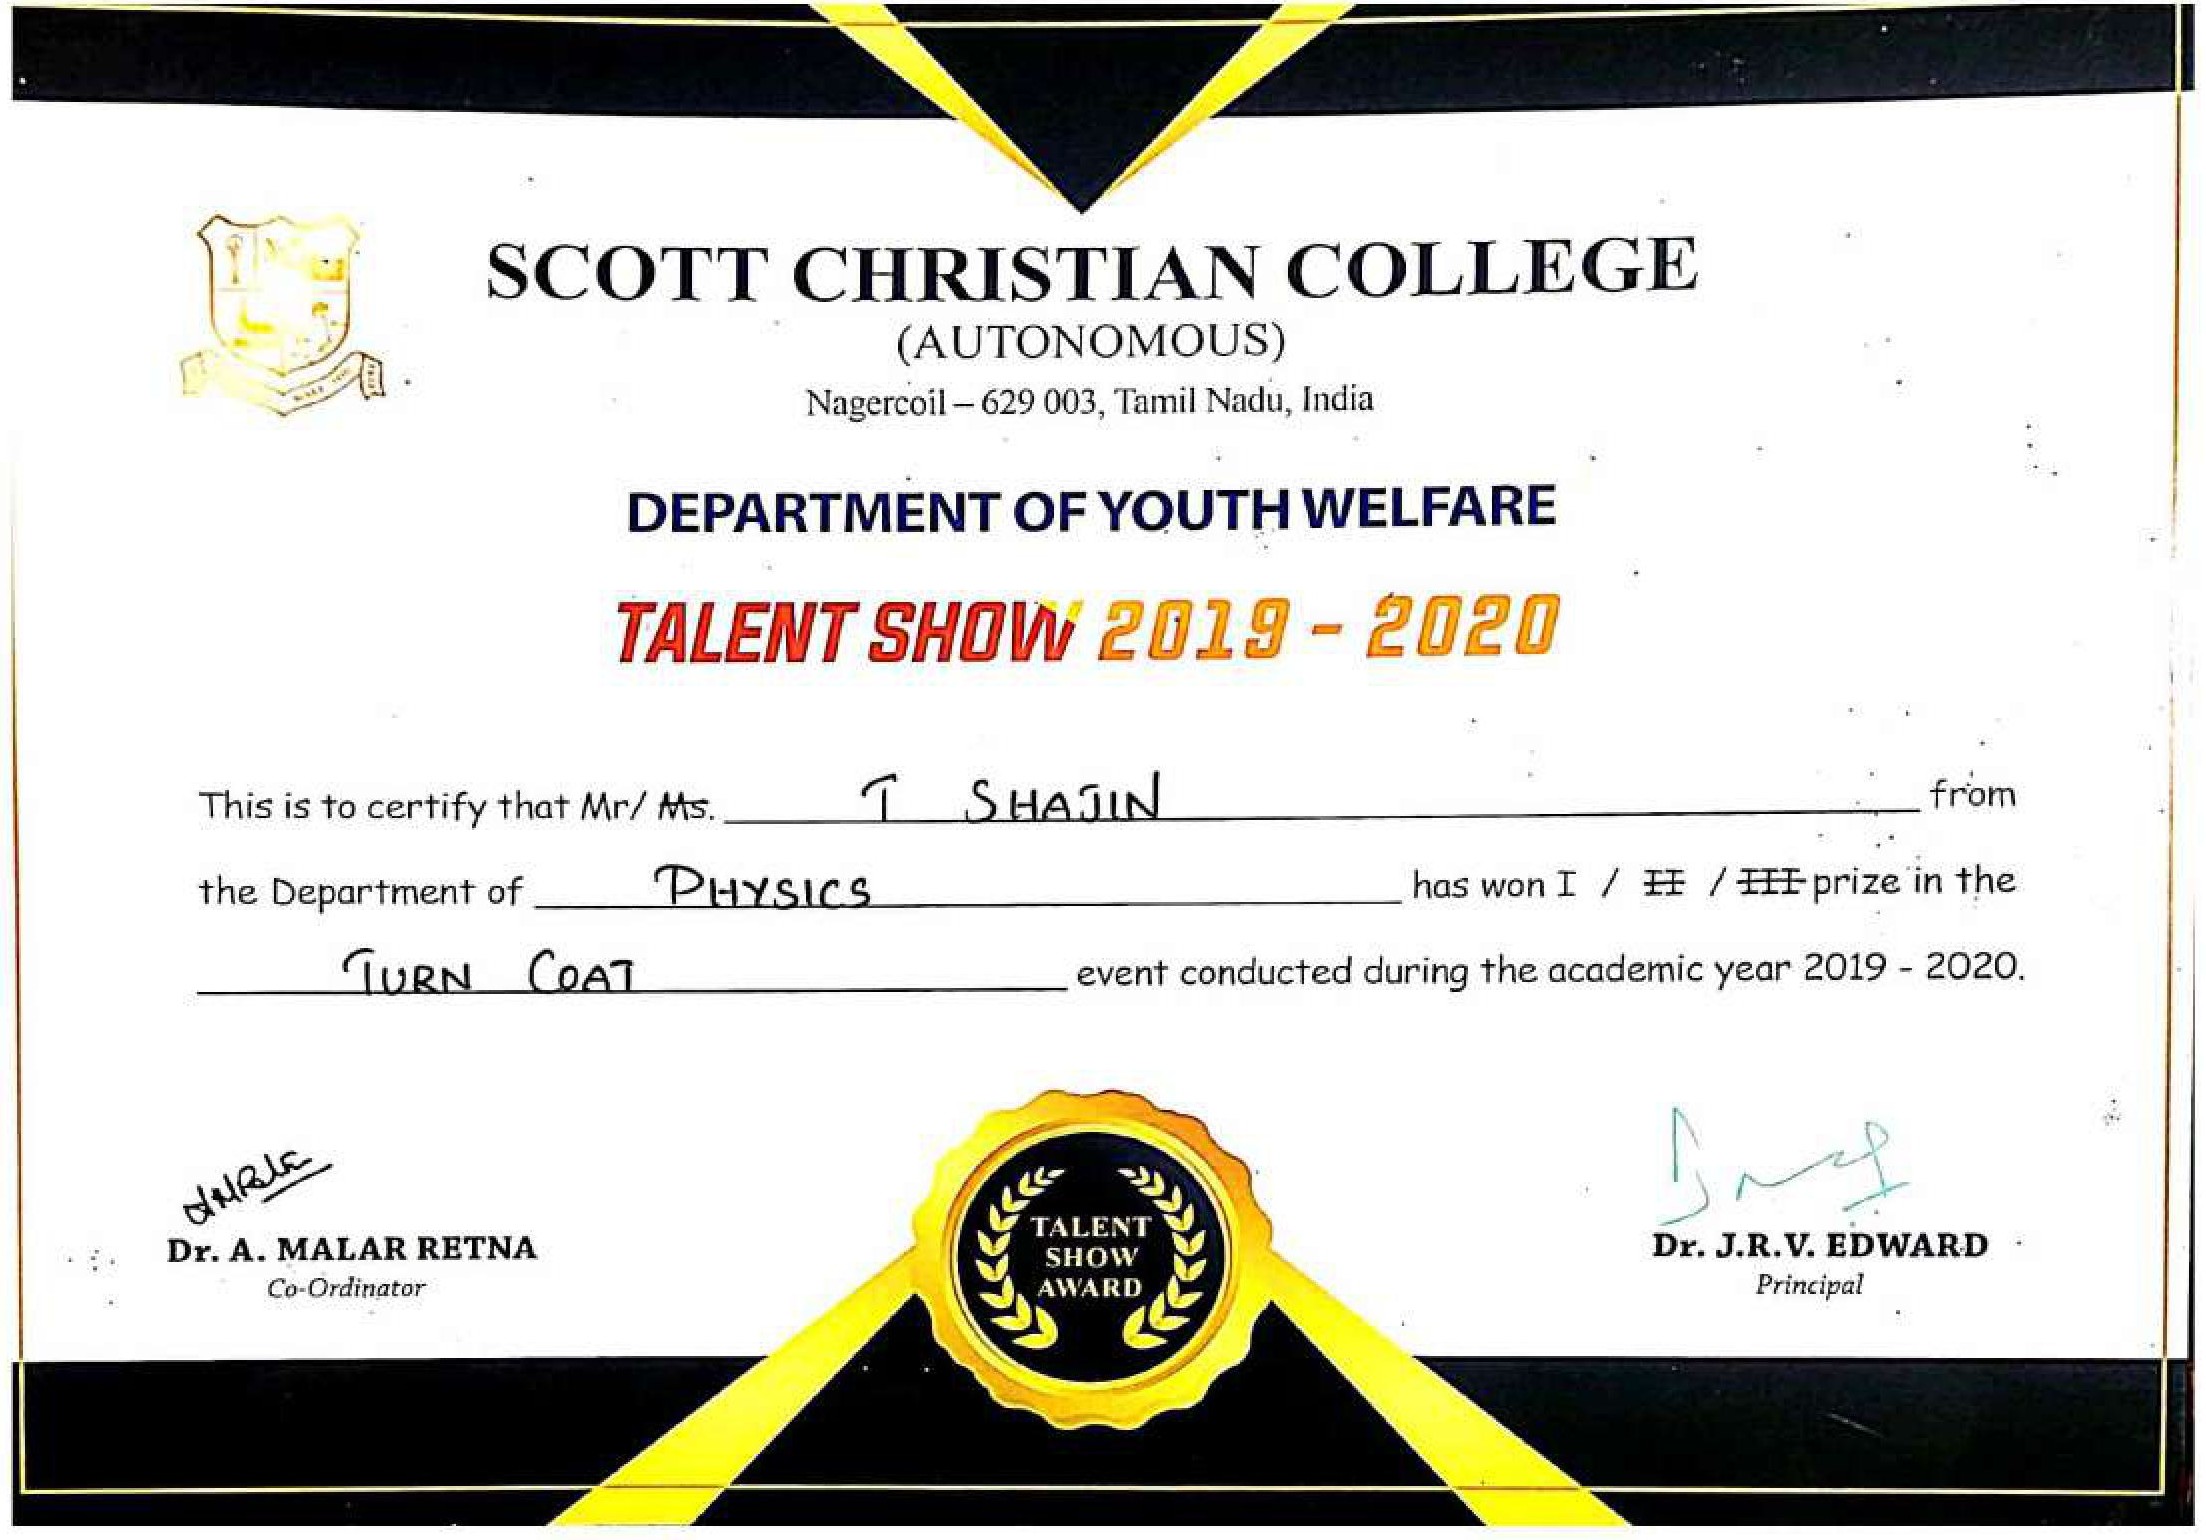 SCOTT CHRISTIAN COLLEGE
(AUTONOMOUS)
Nagercoil – 629 003, Tamil Nadu, India
DEPARTMENT OF YOUTH WELFARE
TALENT SHOW 2019 - 2020
This is to certify that Mr/ Ms. T SHAJIN from
the Department of PHYSICS has won I / II / III prize in the
TURN COAT event conducted during the academic year 2019 - 2020.
Dr. A. MALAR RETNA
Co-Ordinator
TALENT
SHOW
AWARD
Dr. J.R.V. EDWARD
Principal